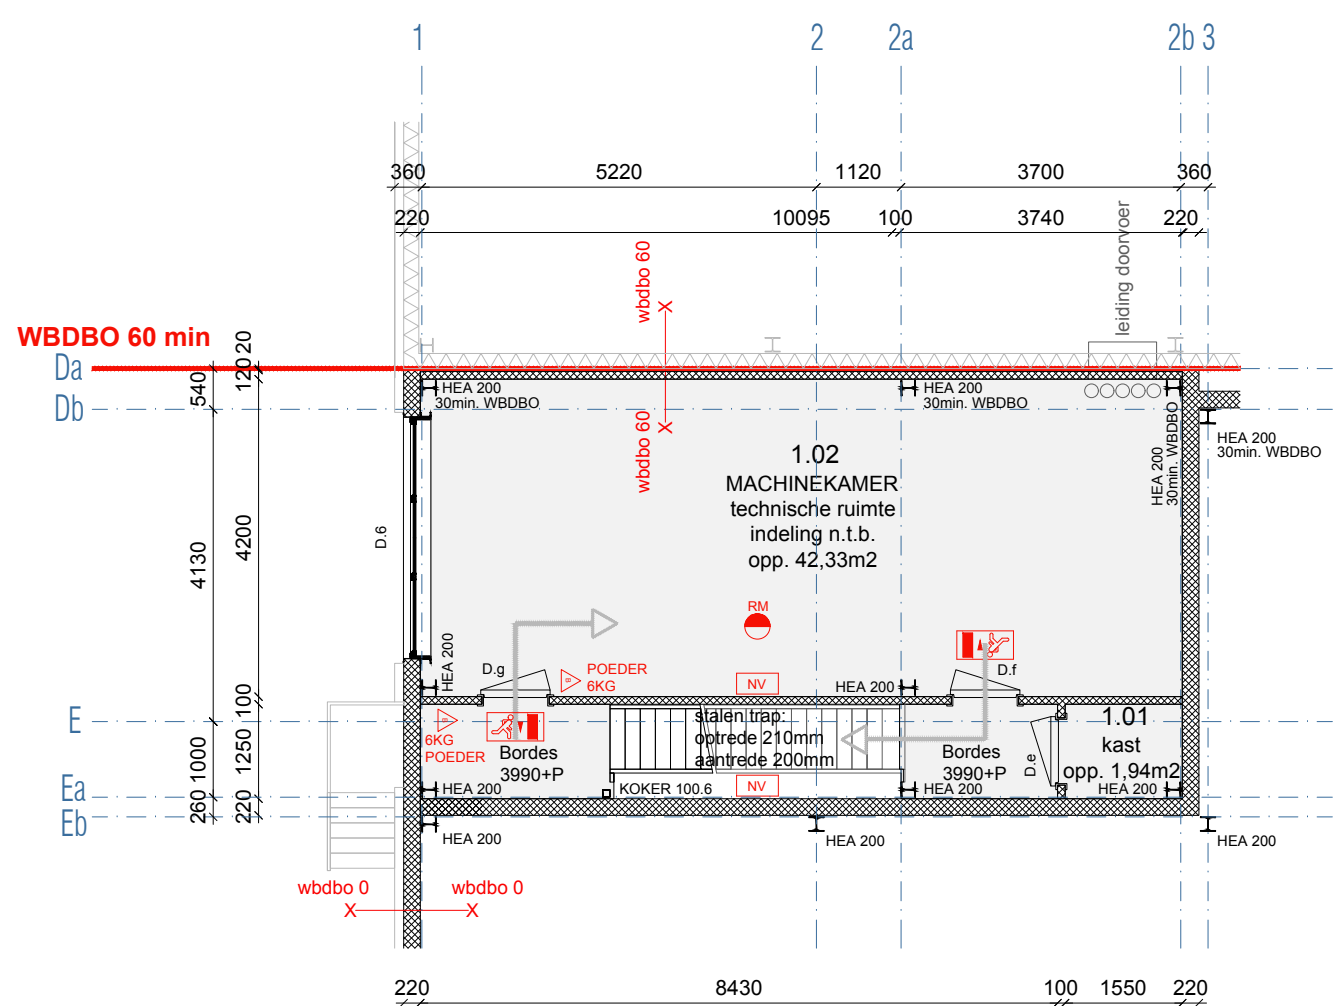 1
2
2a
2b
3
360
5220
1120
3700
360
220
10095
100
3740
220
leiding doorvoer
wbdbo 60
WBDBO 60 min
Da
Db
20
120
540
HEA 200
30min. WBDBO
HEA 200
30min. WBDBO
HEA 200
30min. WBDBO
HEA 200
30min. WBDBO
wbdbo 60
1.02
MACHINEKAMER
technische ruimte
indeling n.t.b.
opp. 42,33m2
D.6
4200
4130
RM
HEA 200
D.g
POEDER
6KG
NV
HEA 200
D.f
E
100
1250
1000
220
260
Ea
Eb
6KG
POEDER
Bordes
3990+P
stalen trap:
optrede 210mm
aantrede 200mm
Bordes
3990+P
D.e
1.01
kast
opp. 1,94m2
HEA 200
KOKER 100.6
NV
HEA 200
HEA 200
HEA 200
HEA 200
HEA 200
wbdbo 0
wbdbo 0
220
8430
100
1550
220